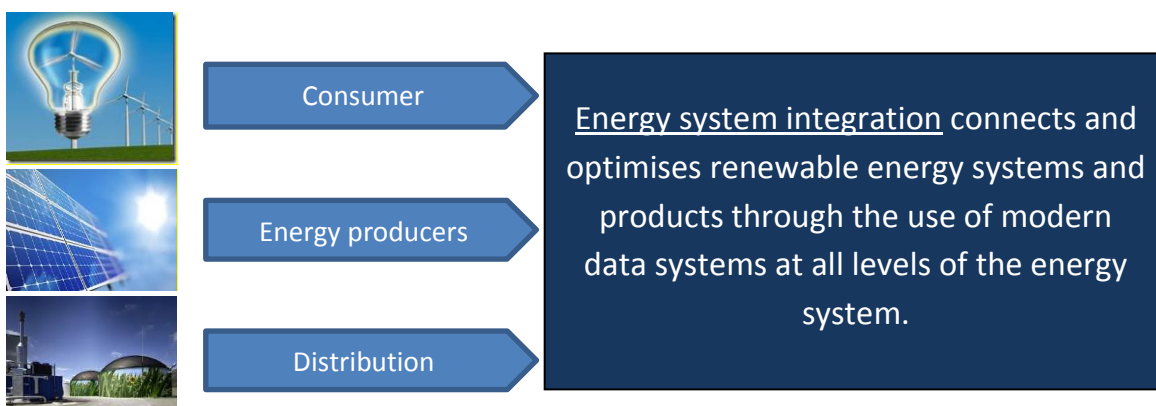 Consumer
Energy producers
Distribution
Energy system integration connects and
optimises renewable energy systems and
products through the use of modern
data systems at all levels of the energy
system.